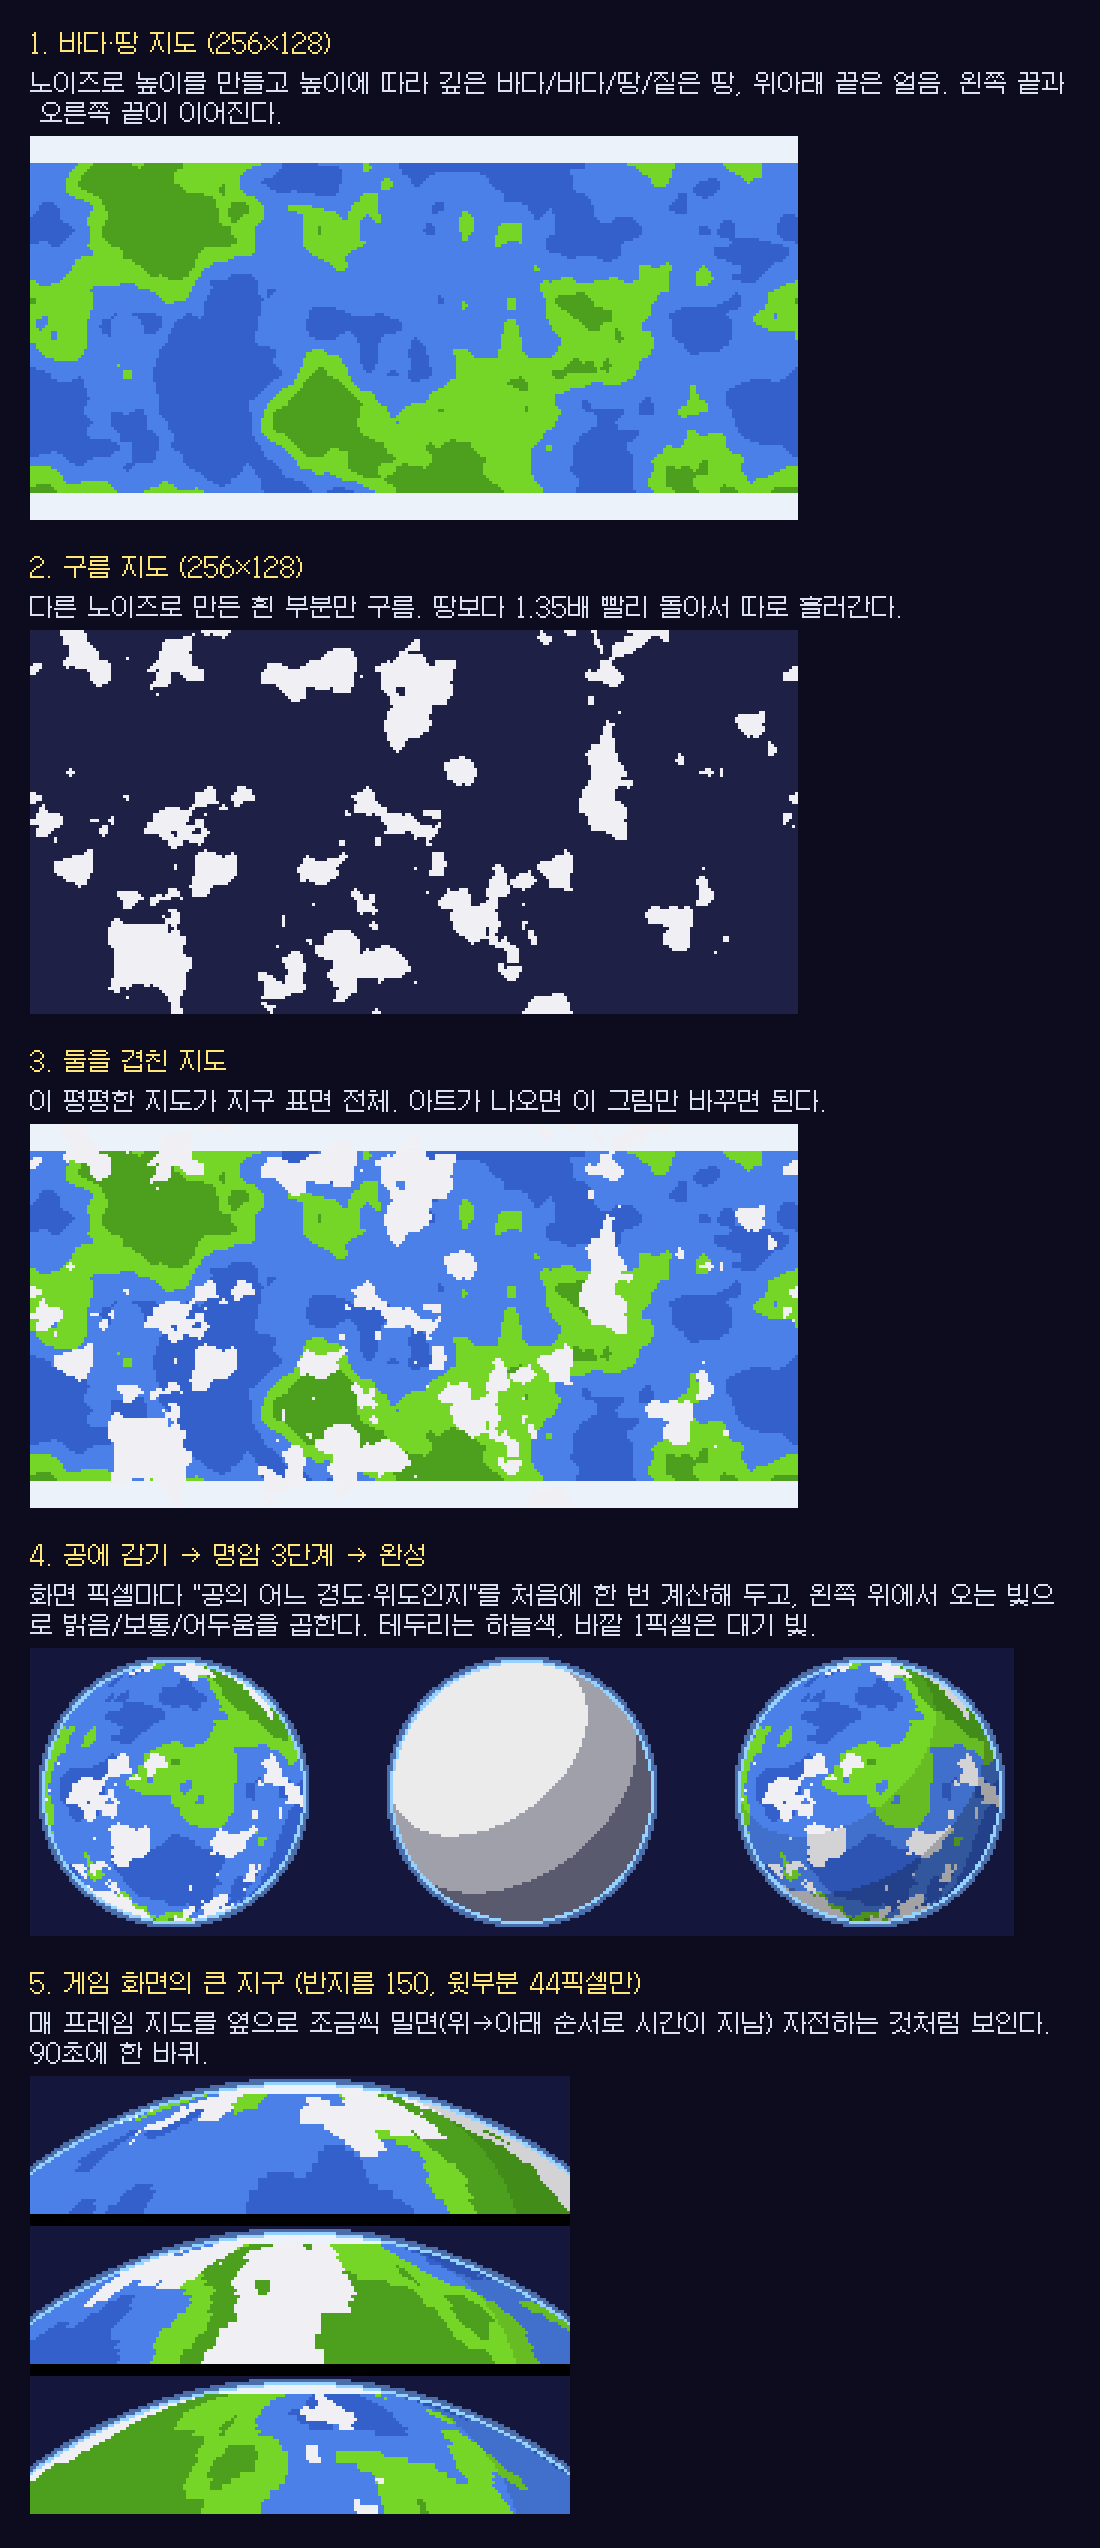 1. 바다·땅 지도 (256×128)
노이즈로 높이를 만들고 높이에 따라 깊은 바다/바다/땅/짙은 땅, 위아래 끝은 얼음. 왼쪽 끝과
오른쪽 끝이 이어진다.
2. 구름 지도 (256×128)
다른 노이즈로 만든 흰 부분만 구름. 땅보다 1.35배 빨리 돌아서 따로 흘러간다.
3. 둘을 겹친 지도
이 평평한 지도가 지구 표면 전체. 아트가 나오면 이 그림만 바꾸면 된다.
4. 공에 감기 → 명암 3단계 → 완성
화면 픽셀마다 "공의 어느 경도·위도인지"를 처음에 한 번 계산해 두고, 왼쪽 위에서 오는 빛으
로 밝음/보통/어두움을 곱한다. 테두리는 하늘색, 바깥 1픽셀은 대기 빛.
5. 게임 화면의 큰 지구 (반지름 150, 윗부분 44픽셀만)
매 프레임 지도를 옆으로 조금씩 밀면(위→아래 순서로 시간이 지남) 자전하는 것처럼 보인다.
90초에 한 바퀴.